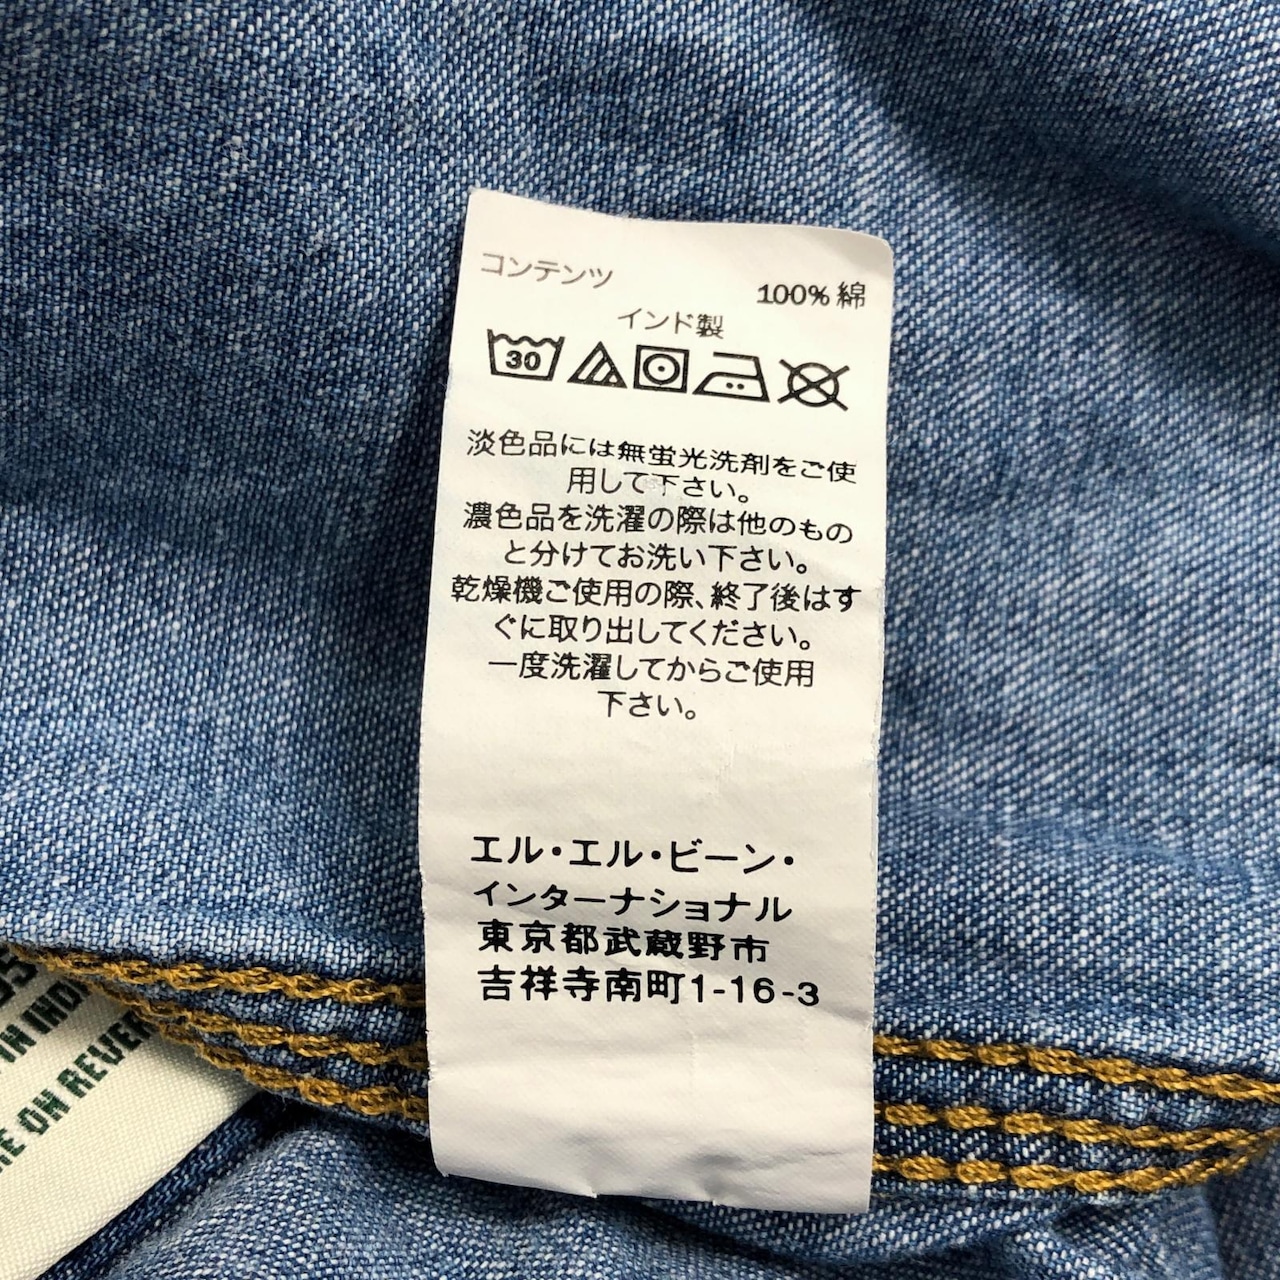 コンテンツ
100% 綿
インド製
30
淡色品には無蛍光洗剤をご使
用して下さい。
濃色品を洗濯の際は他のもの
と分けてお洗い下さい。
乾燥機ご使用の際､終了後はす
ぐに取り出してください。
一度洗濯してからご使用
下さい。
エル・エル・ビーン・
インターナショナル
東京都武蔵野市
吉祥寺南町1-16-3
IN
ON